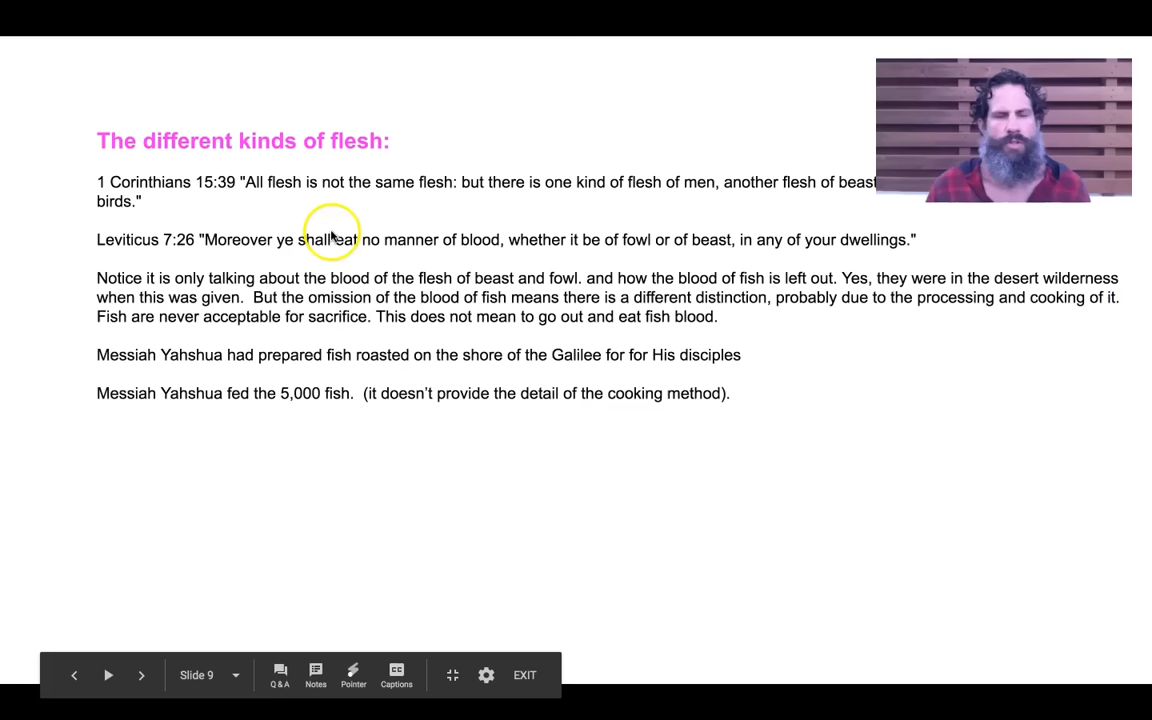 The different kinds of flesh:
1 Corinthians 15:39 "All flesh is not the same flesh: but there is one kind of flesh of men, another flesh of beast
birds."
Leviticus 7:26 "Moreover ye shall eat no manner of blood, whether it be of fowl or of beast, in any of your dwellings."
Notice it is only talking about the blood of the flesh of beast and fowl. and how the blood of fish is left out. Yes, they were in the desert wilderness
when this was given.  But the omission of the blood of fish means there is a different distinction, probably due to the processing and cooking of it.
Fish are never acceptable for sacrifice. This does not mean to go out and eat fish blood.
Messiah Yahshua had prepared fish roasted on the shore of the Galilee for for His disciples
Messiah Yahshua fed the 5,000 fish.  (it doesn't provide the detail of the cooking method).
Slide 9
Q & A
Notes
Pointer
CC
Captions
EXIT